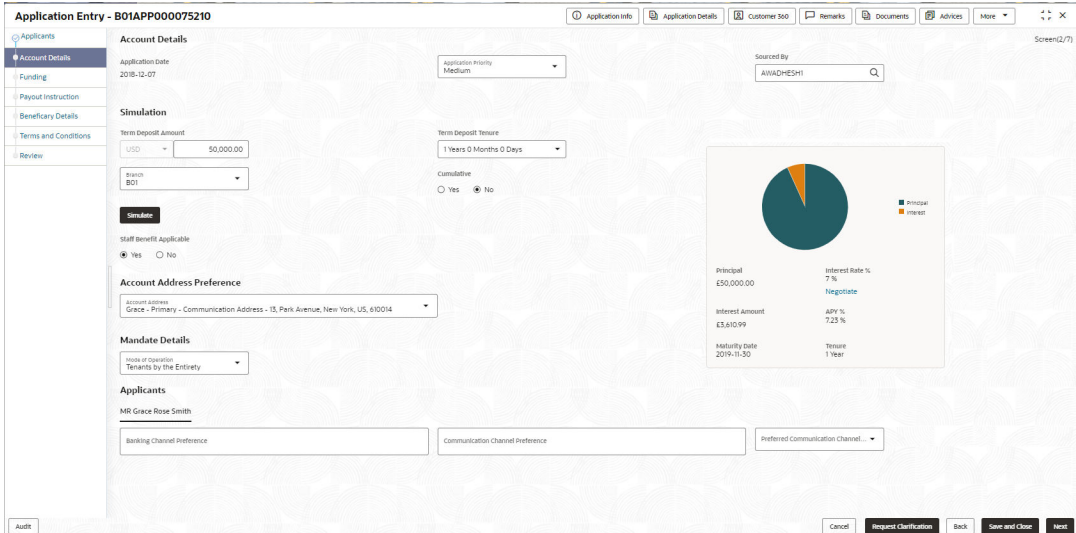 Application Entry - B01APP000075210
Application Info
Application Details
Customer 360
Remarks
Documents
Advices
More
Applicants
Account Details
Funding
Payout Instruction
Beneficary Details
Terms and Conditions
Review
Account Details
Screen(2/7)
Application Date
2018-12-07
Application Priority
Medium
Sourced By
AWADHESH1
Simulation
Term Deposit Amount
USD
50,000.00
Term Deposit Tenure
1 Years 0 Months 0 Days
Branch
B01
Cumulative
Yes No
Simulate
Staff Benefit Applicable
Yes No
Principal
Interest
Principal
£50,000.00
Interest Rate %
7 %
Negotiate
Interest Amount
£3,610.99
APY %
7.23 %
Maturity Date
2019-11-30
Tenure
1 Year
Account Address Preference
Account Address
Grace - Primary - Communication Address - 13, Park Avenue, New York, US, 610014
Mandate Details
Mode of Operation
Tenants by the Entirety
Applicants
MR Grace Rose Smith
Banking Channel Preference
Communication Channel Preference
Preferred Communication Channel...
Audit
Cancel
Request Clarification
Back
Save and Close
Next